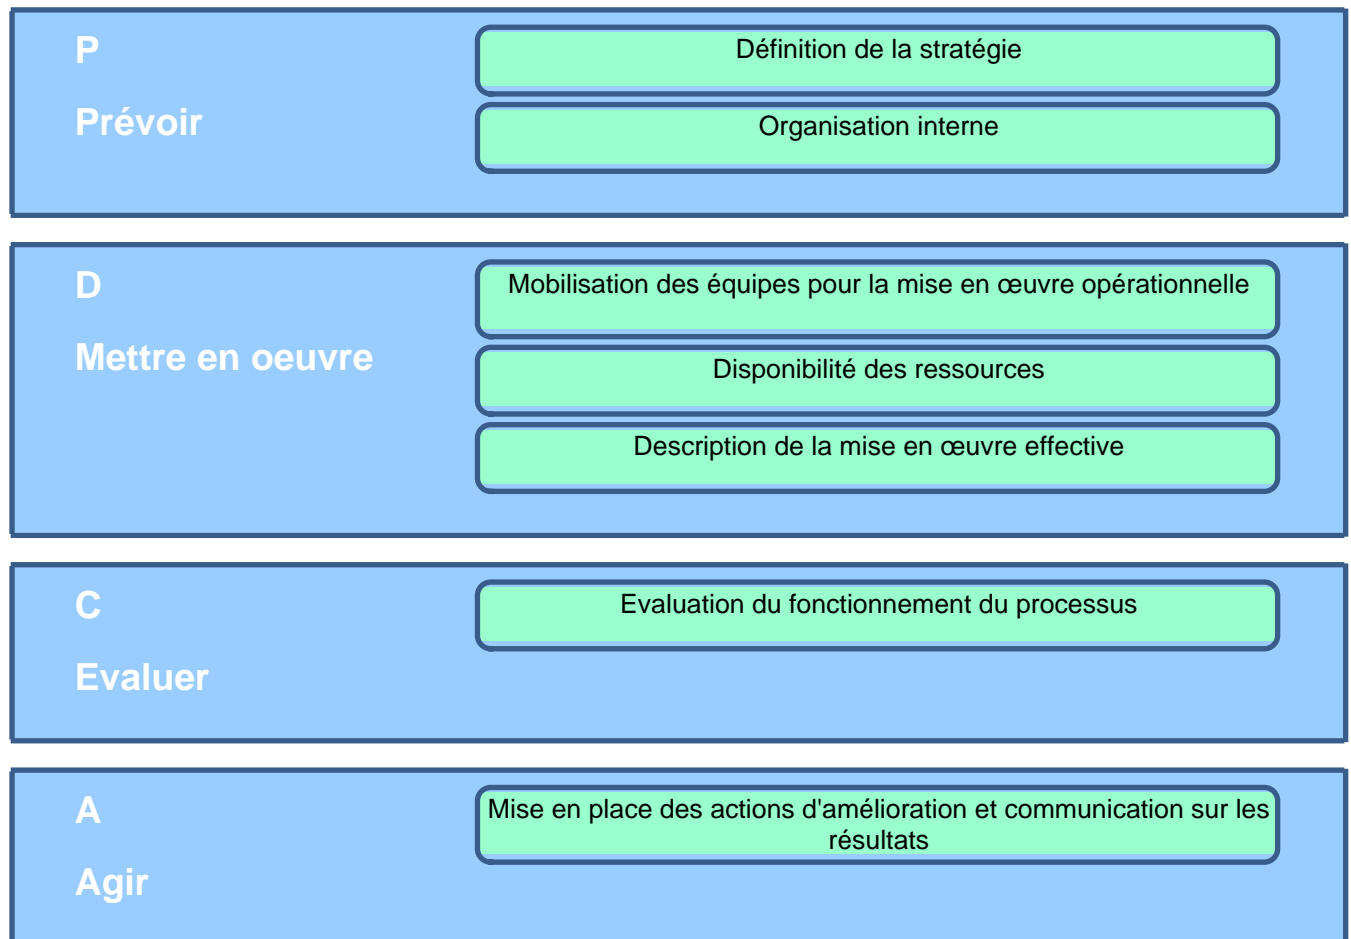 P
Prévoir
Définition de la stratégie
Organisation interne
D
Mettre en oeuvre
Mobilisation des équipes pour la mise en œuvre opérationnelle
Disponibilité des ressources
Description de la mise en œuvre effective
C
Evaluer
Evaluation du fonctionnement du processus
A
Agir
Mise en place des actions d'amélioration et communication sur les
résultats